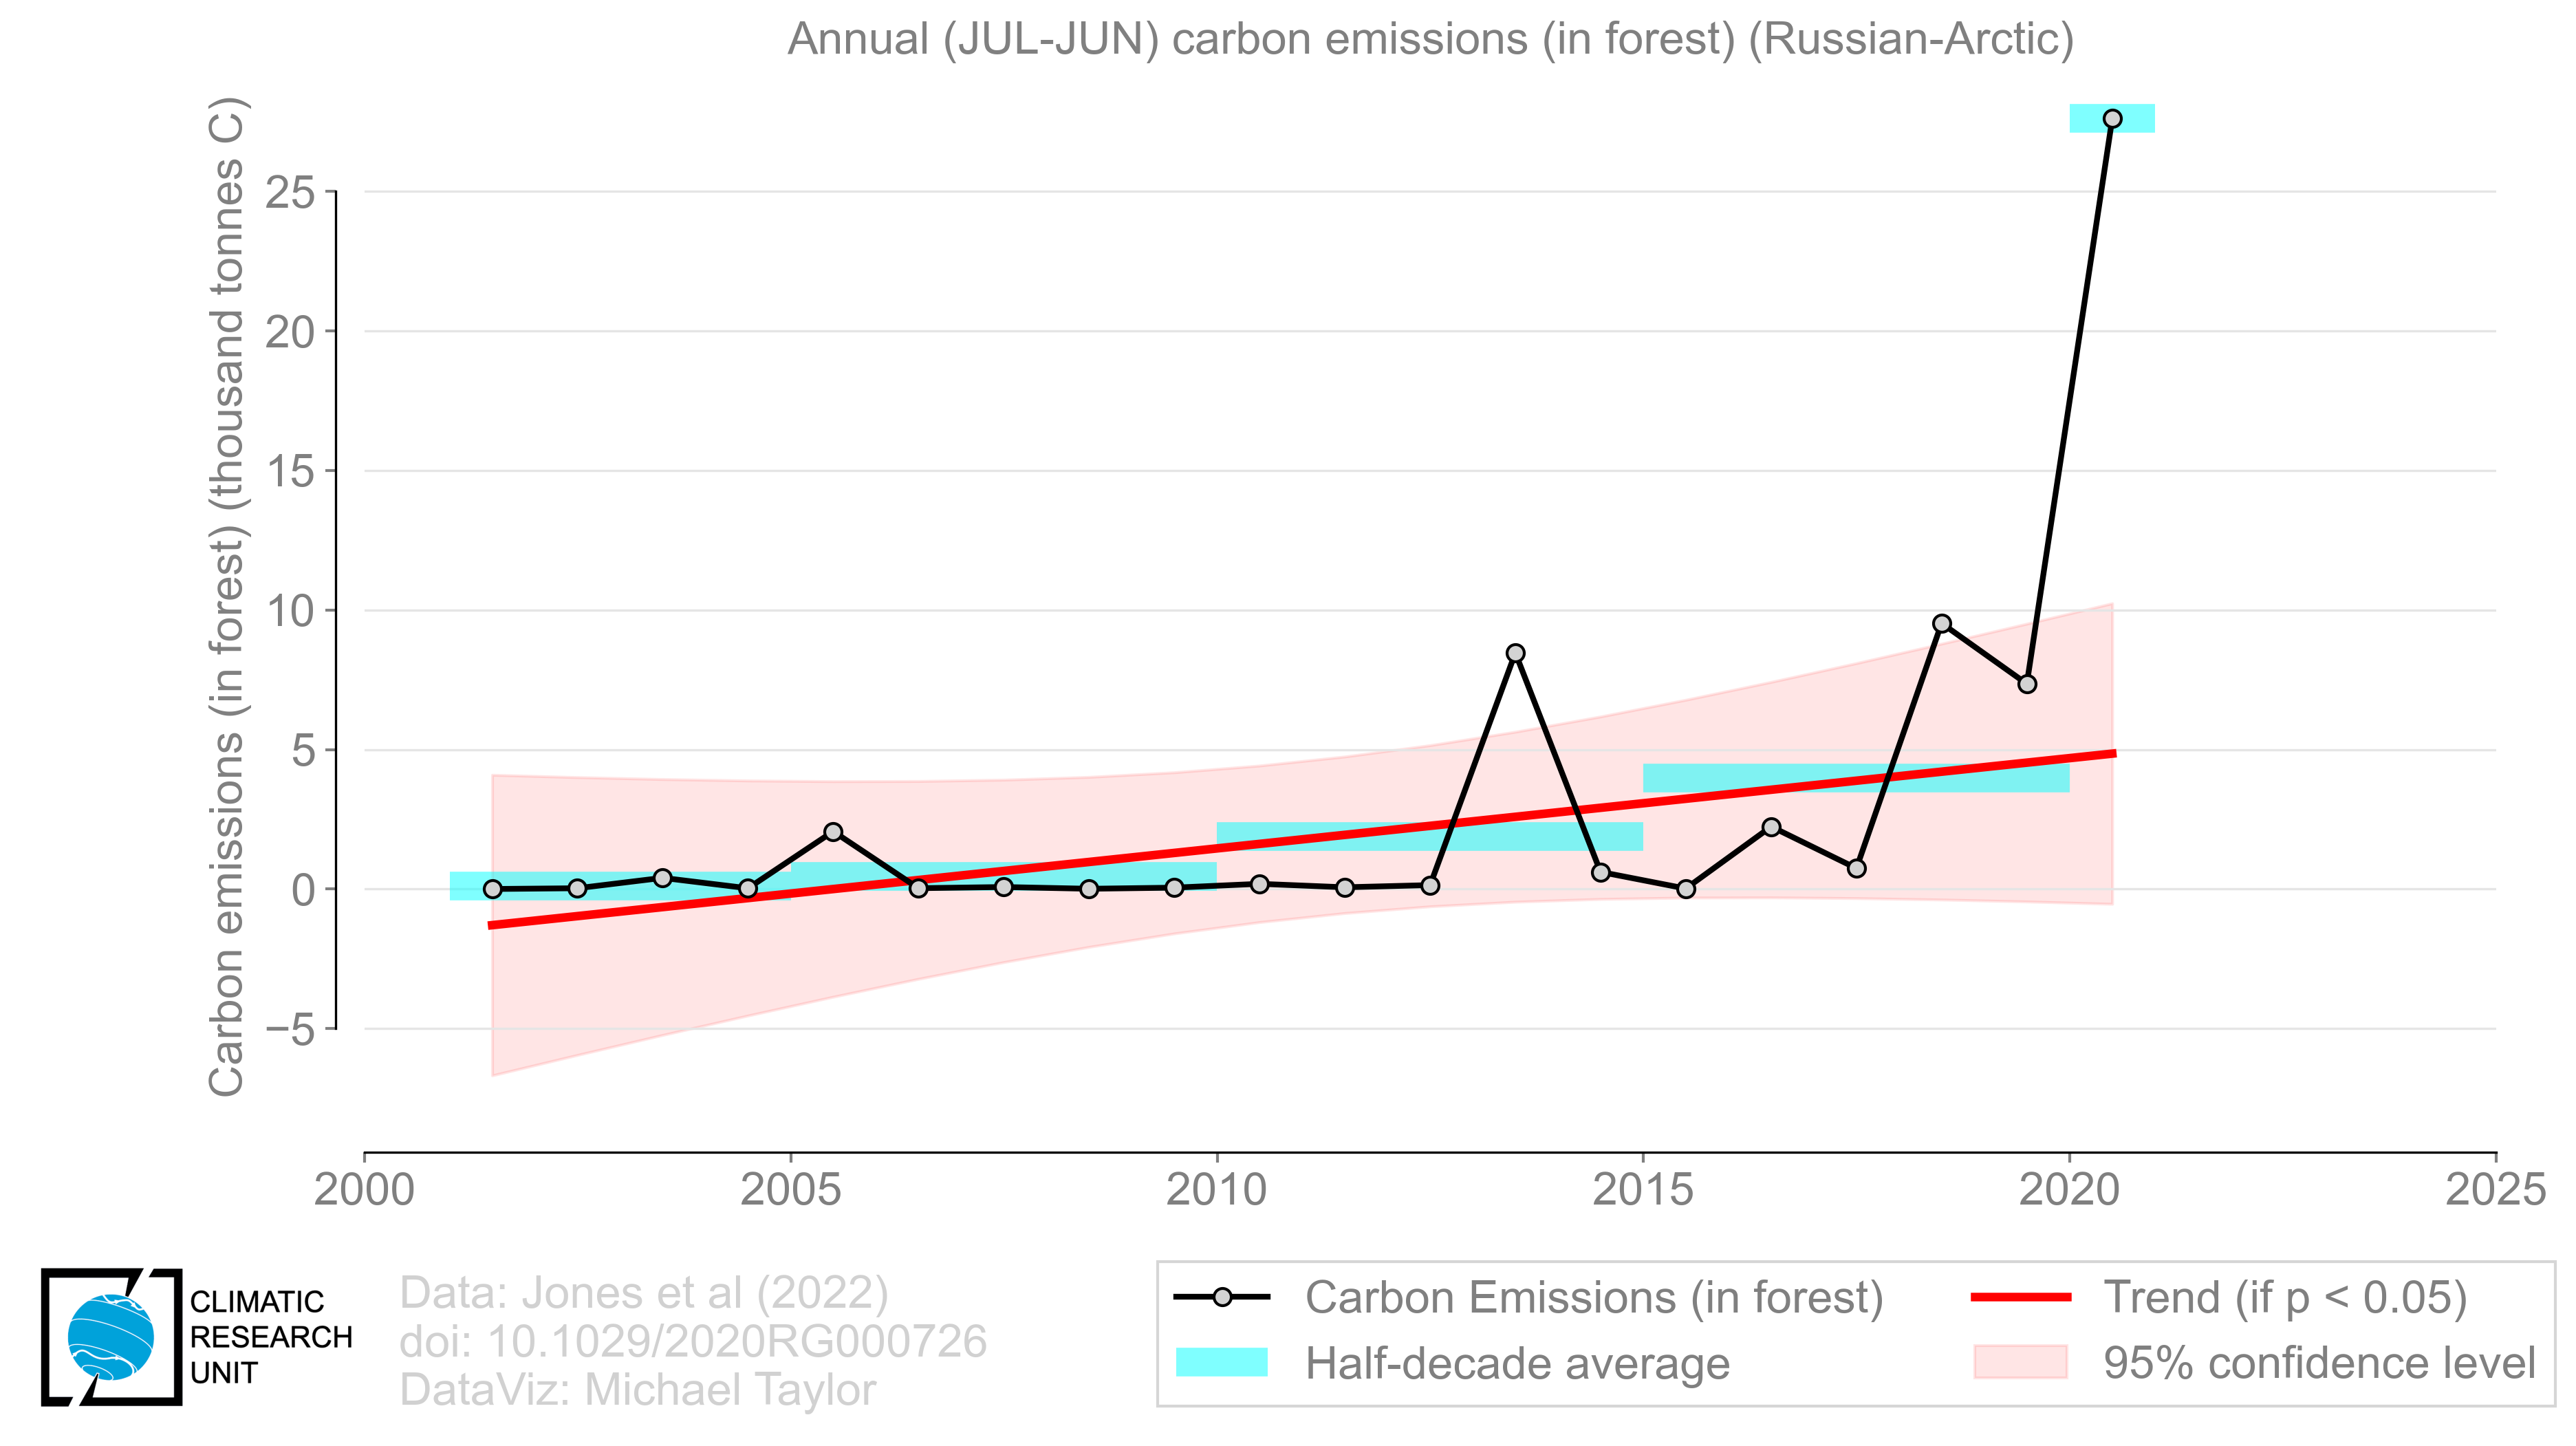 Annual (JUL-JUN) carbon emissions (in forest) (Russian-Arctic)
Carbon emissions (in forest) (thousand tonnes C)
25
20
15
10
5
0
−5
2000
2005
2010
2015
2020
2025
CLIMATIC
RESEARCH
UNIT
Data: Jones et al (2022)
doi: 10.1029/2020RG000726
DataViz: Michael Taylor
Carbon Emissions (in forest)
Half-decade average
Trend (if p < 0.05)
95% confidence level